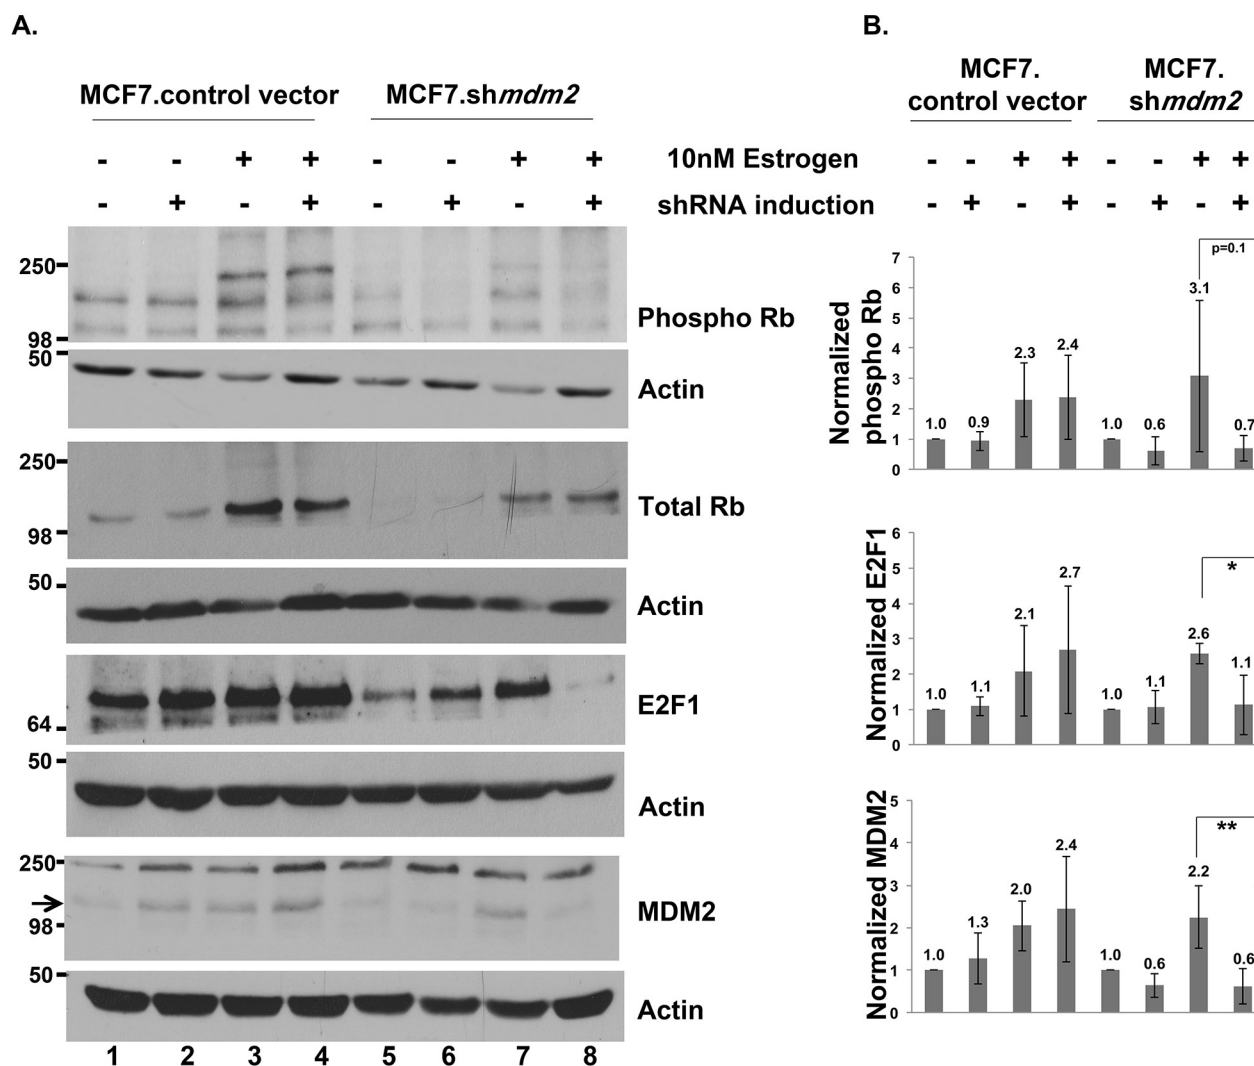 A.
MCF7.control vector
MCF7.shmdm2
- - + + - - + +
10nM Estrogen
- + - + - + - +
shRNA induction
250
98
Phospho Rb
50
Actin
250
98
Total Rb
50
Actin
64
E2F1
50
Actin
250
98
MDM2
50
Actin
1 2 3 4 5 6 7 8
B.
MCF7.
control vector
MCF7.
shmdm2
- - + + - - + +
- + - + - + - +
Normalized
phospho Rb
7
6
5
4
3
2
1
0
1.0
0.9
2.3
2.4
1.0
0.6
3.1
0.7
p=0.1
Normalized E2F1
6
5
4
3
2
1
0
1.0
1.1
2.1
2.7
1.0
1.1
2.6
1.1
*
Normalized MDM2
5
4
3
2
1
0
1.0
1.3
2.0
2.4
1.0
0.6
2.2
0.6
**